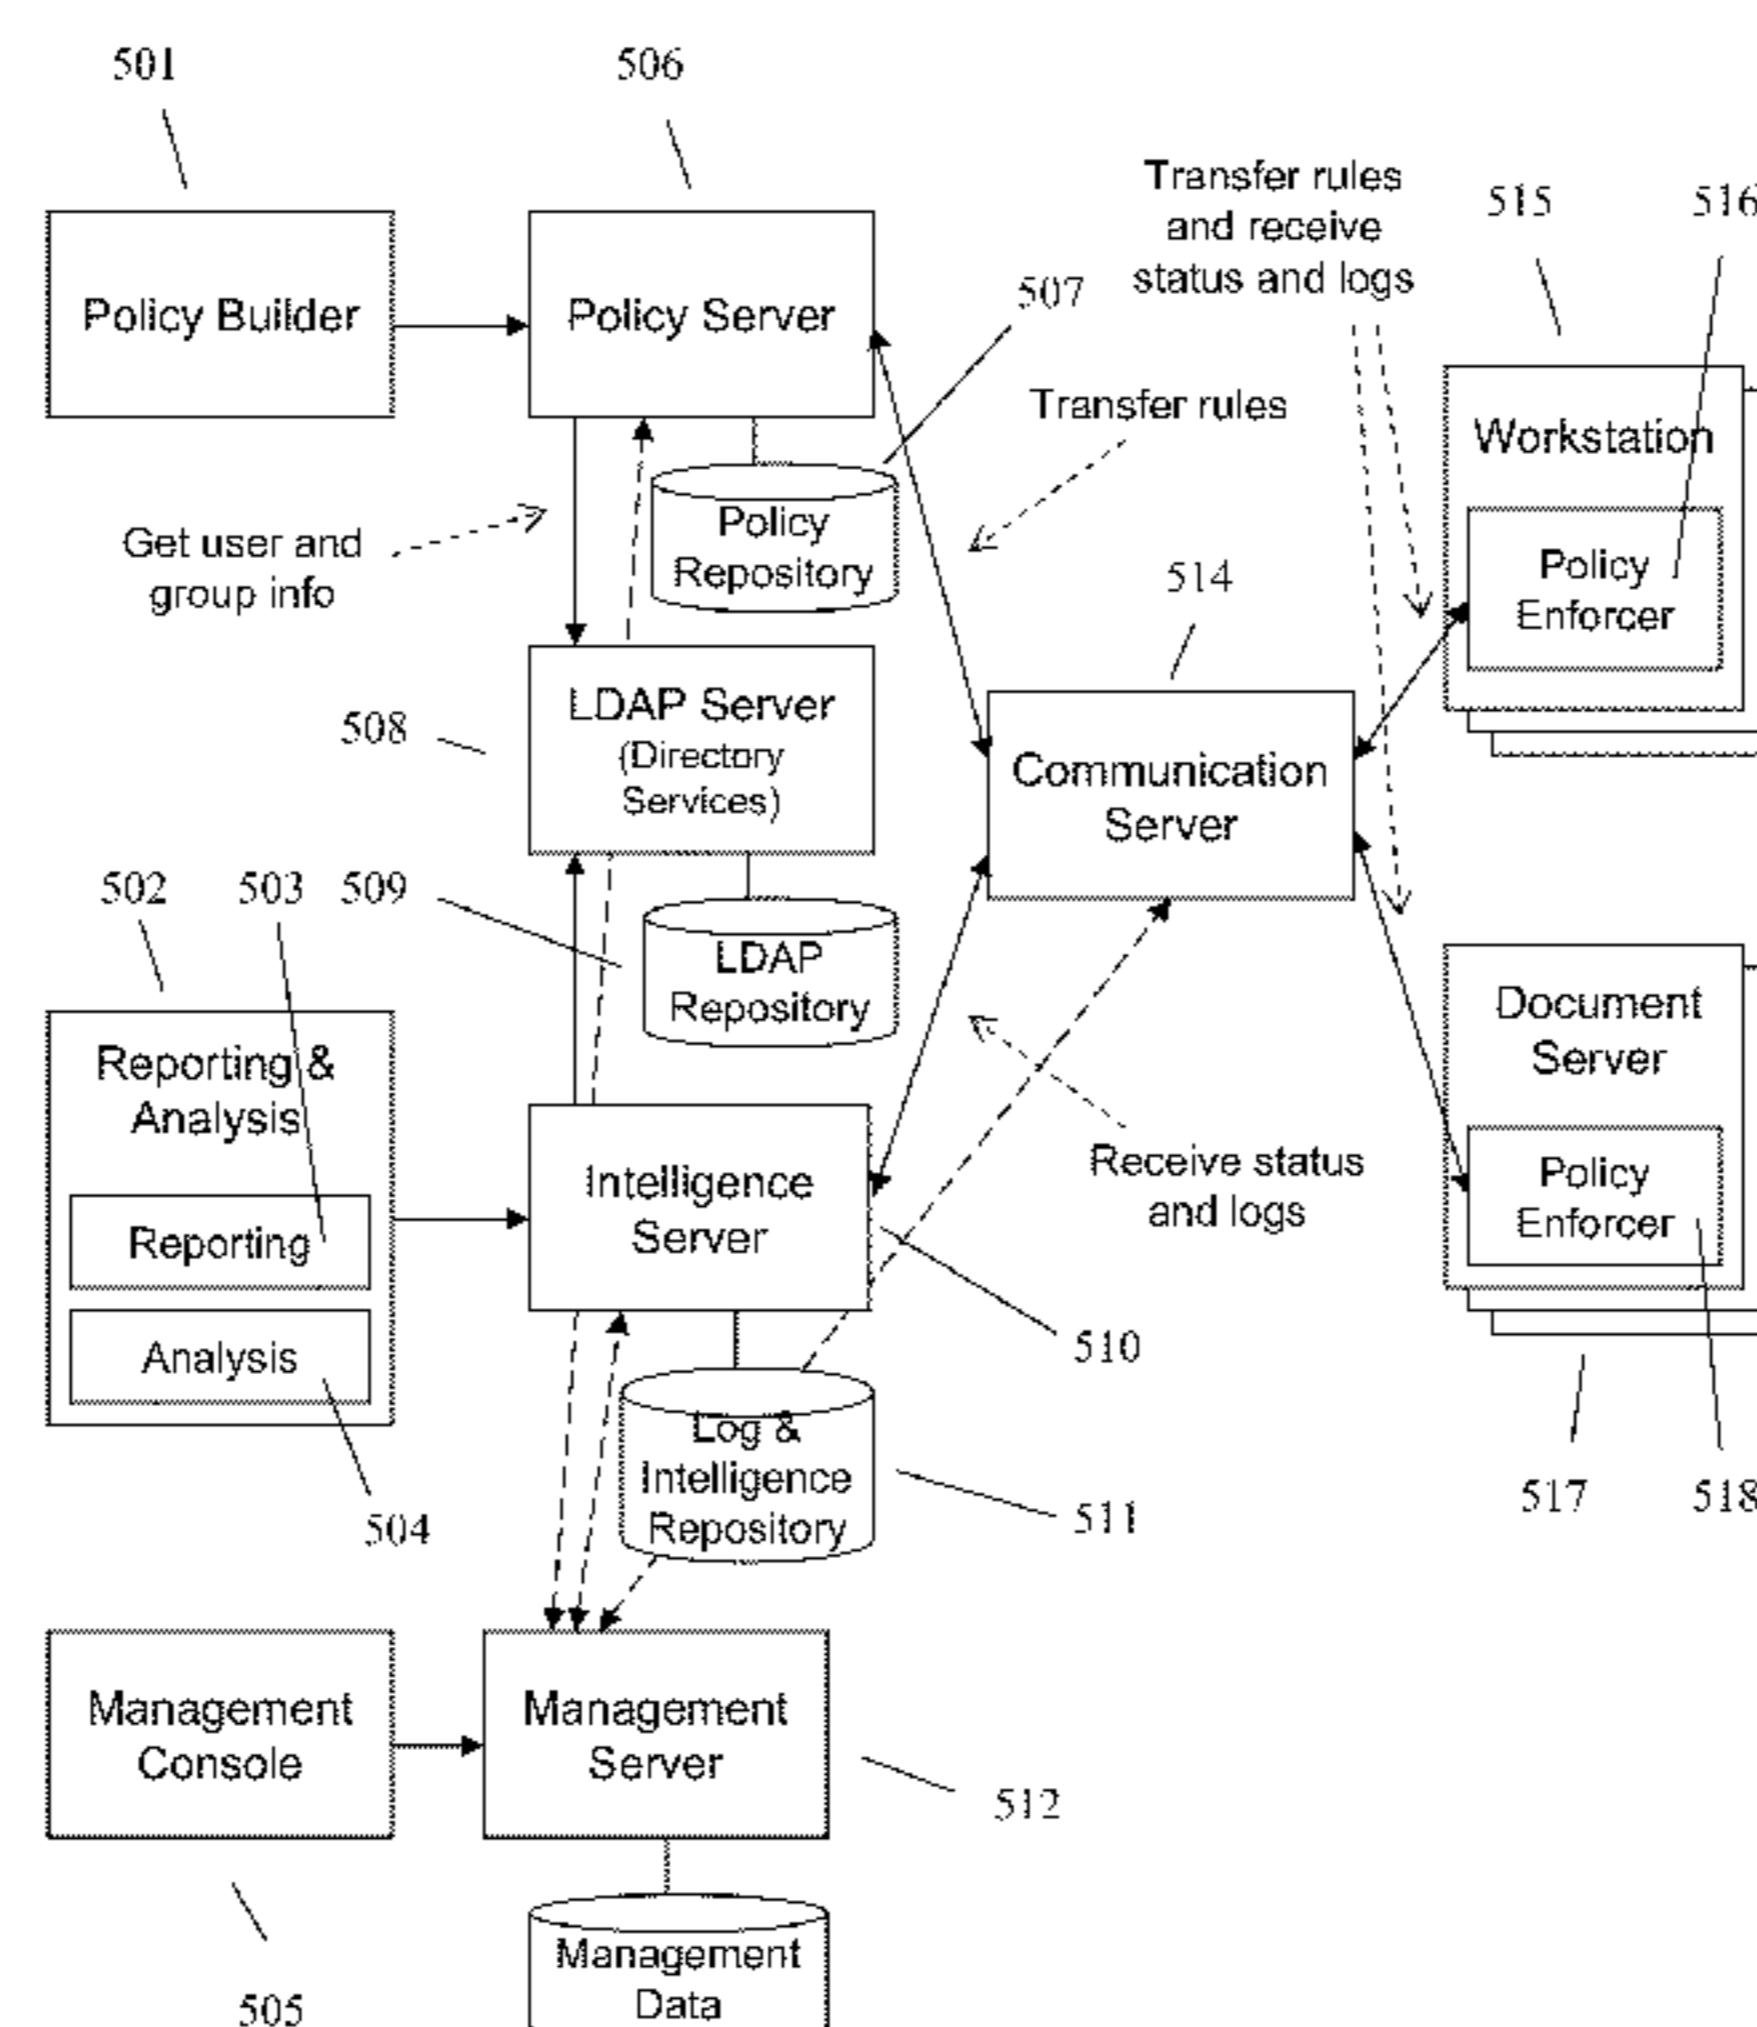 501
506
Transfer rules
and receive
status and logs
515
516
507
Policy Builder
Policy Server
Transfer rules
Workstation
Policy
Repository
Get user and
group info
Policy
Enforcer
514
508
LDAP Server
(Directory
Services)
Communication
Server
502
503
509
LDAP
Repository
Document
Server
Reporting &
Analysis
Intelligence
Server
Receive status
and logs
Policy
Enforcer
Reporting
Analysis
510
Log &
Intelligence
Repository
504
511
517
518
Management
Console
Management
Server
512
Management
Data
505